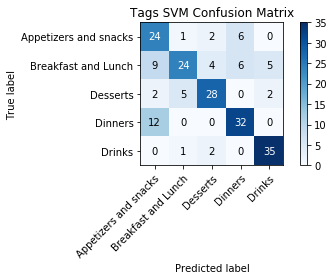 Tags SVM Confusion Matrix
True label
Appetizers and snacks 24 1 2 6 0
Breakfast and Lunch 9 24 4 6 5
Desserts 2 5 28 0 2
Dinners 12 0 0 32 0
Drinks 0 1 2 0 35
Appetizers and snacks
Breakfast and Lunch
Desserts
Dinners
Drinks
Predicted label
35
30
25
20
15
10
5
0